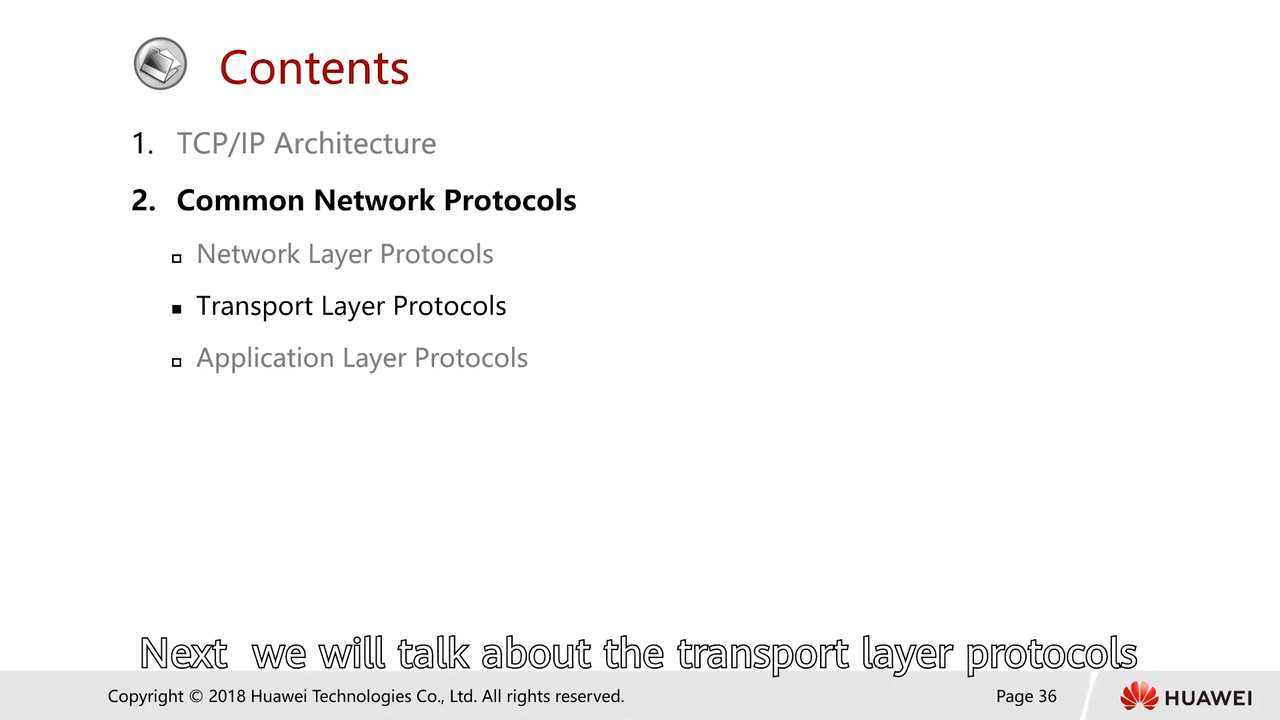 Contents
1. TCP/IP Architecture
2. Common Network Protocols
Network Layer Protocols
Transport Layer Protocols
Application Layer Protocols
Next we will talk about the transport layer protocols
Copyright © 2018 Huawei Technologies Co., Ltd. All rights reserved.
Page 36
HUAWEI